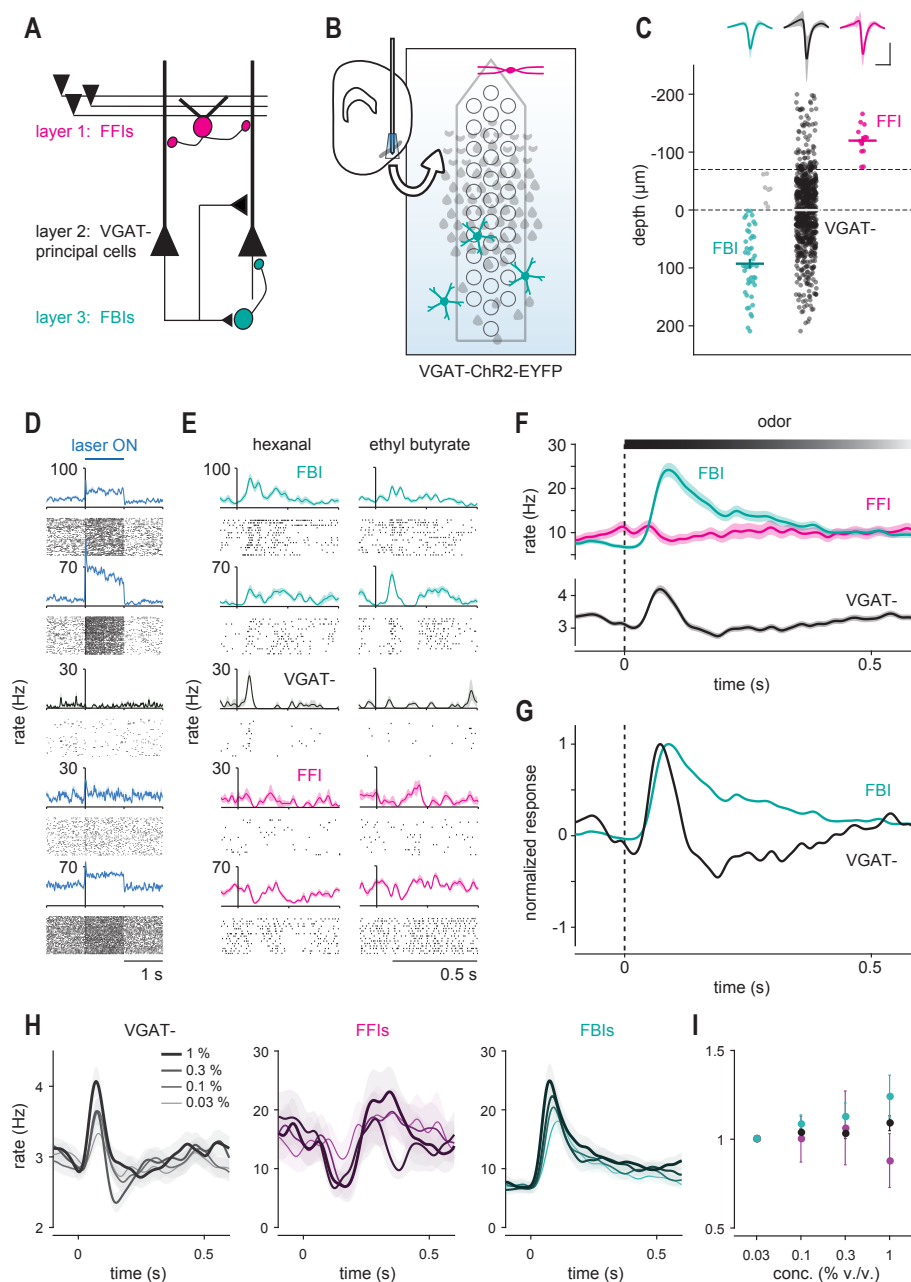 A
layer 1: FFIs
layer 2: VGAT-
principal cells
layer 3: FBIs
B
VGAT-ChR2-EYFP
C
-200
-100
0
100
200
depth (µm)
FFI
FBI
VGAT-
D
laser ON
100
70
30
30
70
rate (Hz)
1 s
E
hexanal
ethyl butyrate
FBI
100
70
VGAT-
30
FFI
30
70
rate (Hz)
0.5 s
F
odor
30
20
10
4
3
rate (Hz)
FBI
FFI
VGAT-
0
0.5
time (s)
G
1
0
-1
normalized response
FBI
VGAT-
0
0.5
time (s)
H
VGAT-
1 %
0.3 %
0.1 %
0.03 %
4
3
2
rate (Hz)
0
0.5
time (s)
FFIs
30
20
10
0
0
0.5
time (s)
FBIs
30
20
10
0
0
0.5
time (s)
I
1.5
1
0.5
0.03
0.1
0.3
1
conc. (% v./v.)